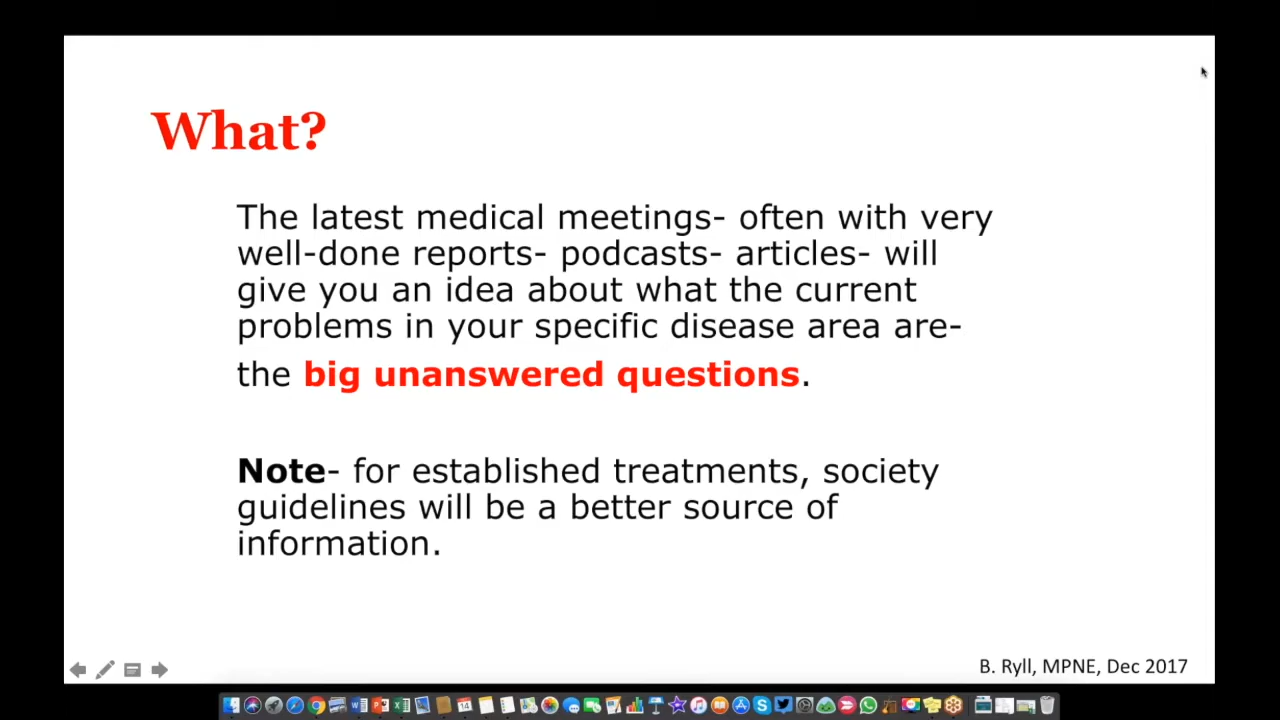 What?
The latest medical meetings- often with very
well-done reports- podcasts- articles- will
give you an idea about what the current
problems in your specific disease area are-
the big unanswered questions.
Note- for established treatments, society
guidelines will be a better source of
information.
B. Ryll, MPNE, Dec 2017